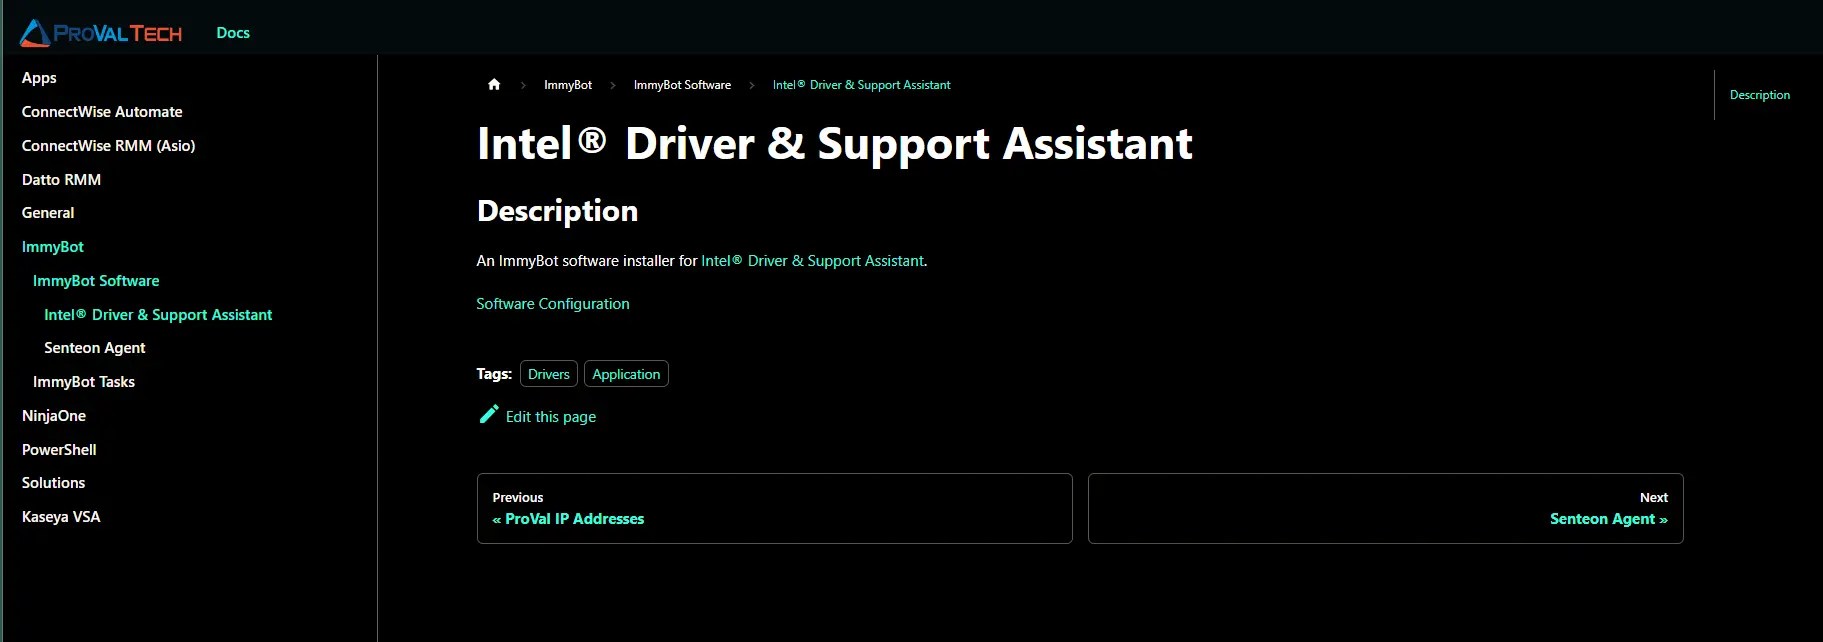 PROVAL TECH
Docs
Apps
ConnectWise Automate
ConnectWise RMM (Asio)
Datto RMM
General
ImmyBot
ImmyBot Software
Intel® Driver & Support Assistant
Senteon Agent
ImmyBot Tasks
NinjaOne
PowerShell
Solutions
Kaseya VSA
ImmyBot > ImmyBot Software > Intel® Driver & Support Assistant
Intel® Driver & Support Assistant
Description
An ImmyBot software installer for Intel® Driver & Support Assistant.
Software Configuration
Tags: Drivers Application
Edit this page
Previous
« ProVal IP Addresses
Next
Senteon Agent »
Description